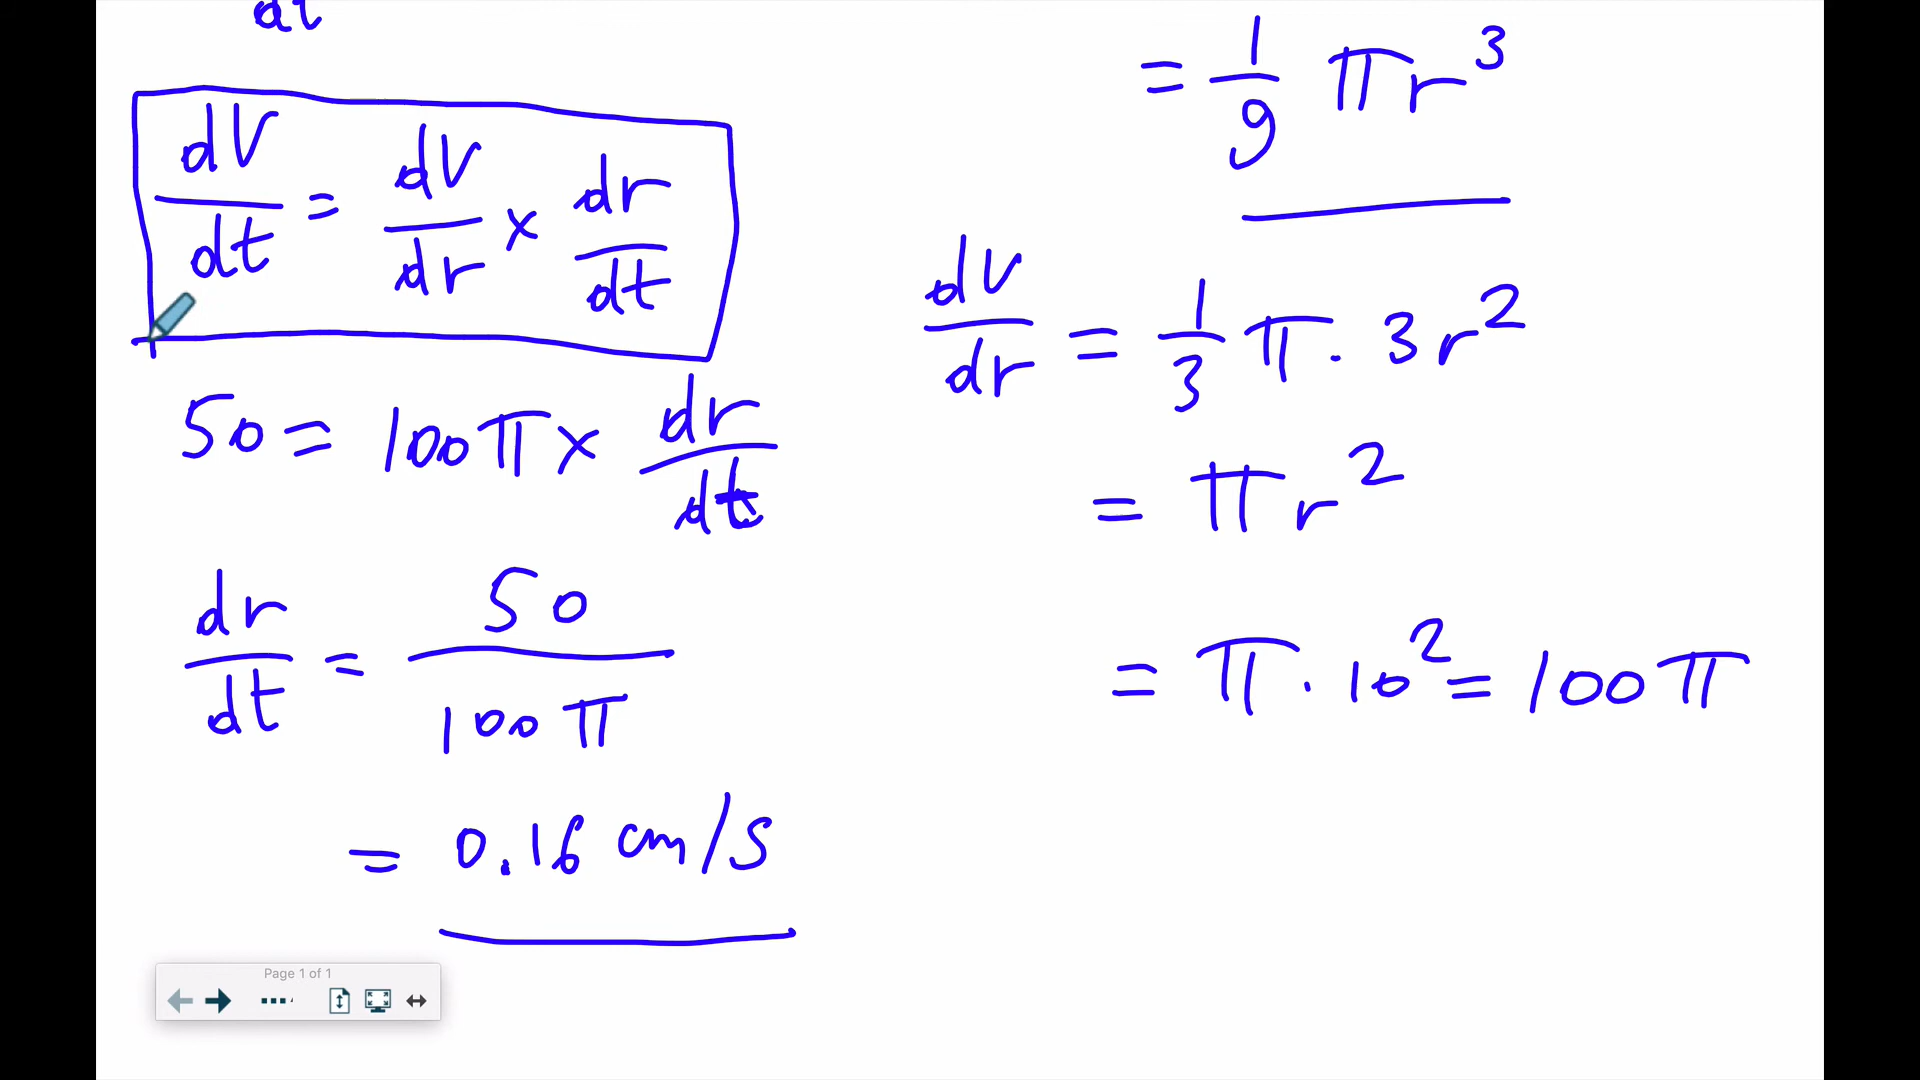 dt
dV/dt = dV/dr × dr/dt
50 = 100π × dr/dt
dr/dt = 50/100π
= 0.16 cm/s
= 1/9 πr³
dV/dr = 1/3 π · 3r²
= πr²
= π · 10² = 100π
Page 1 of 1